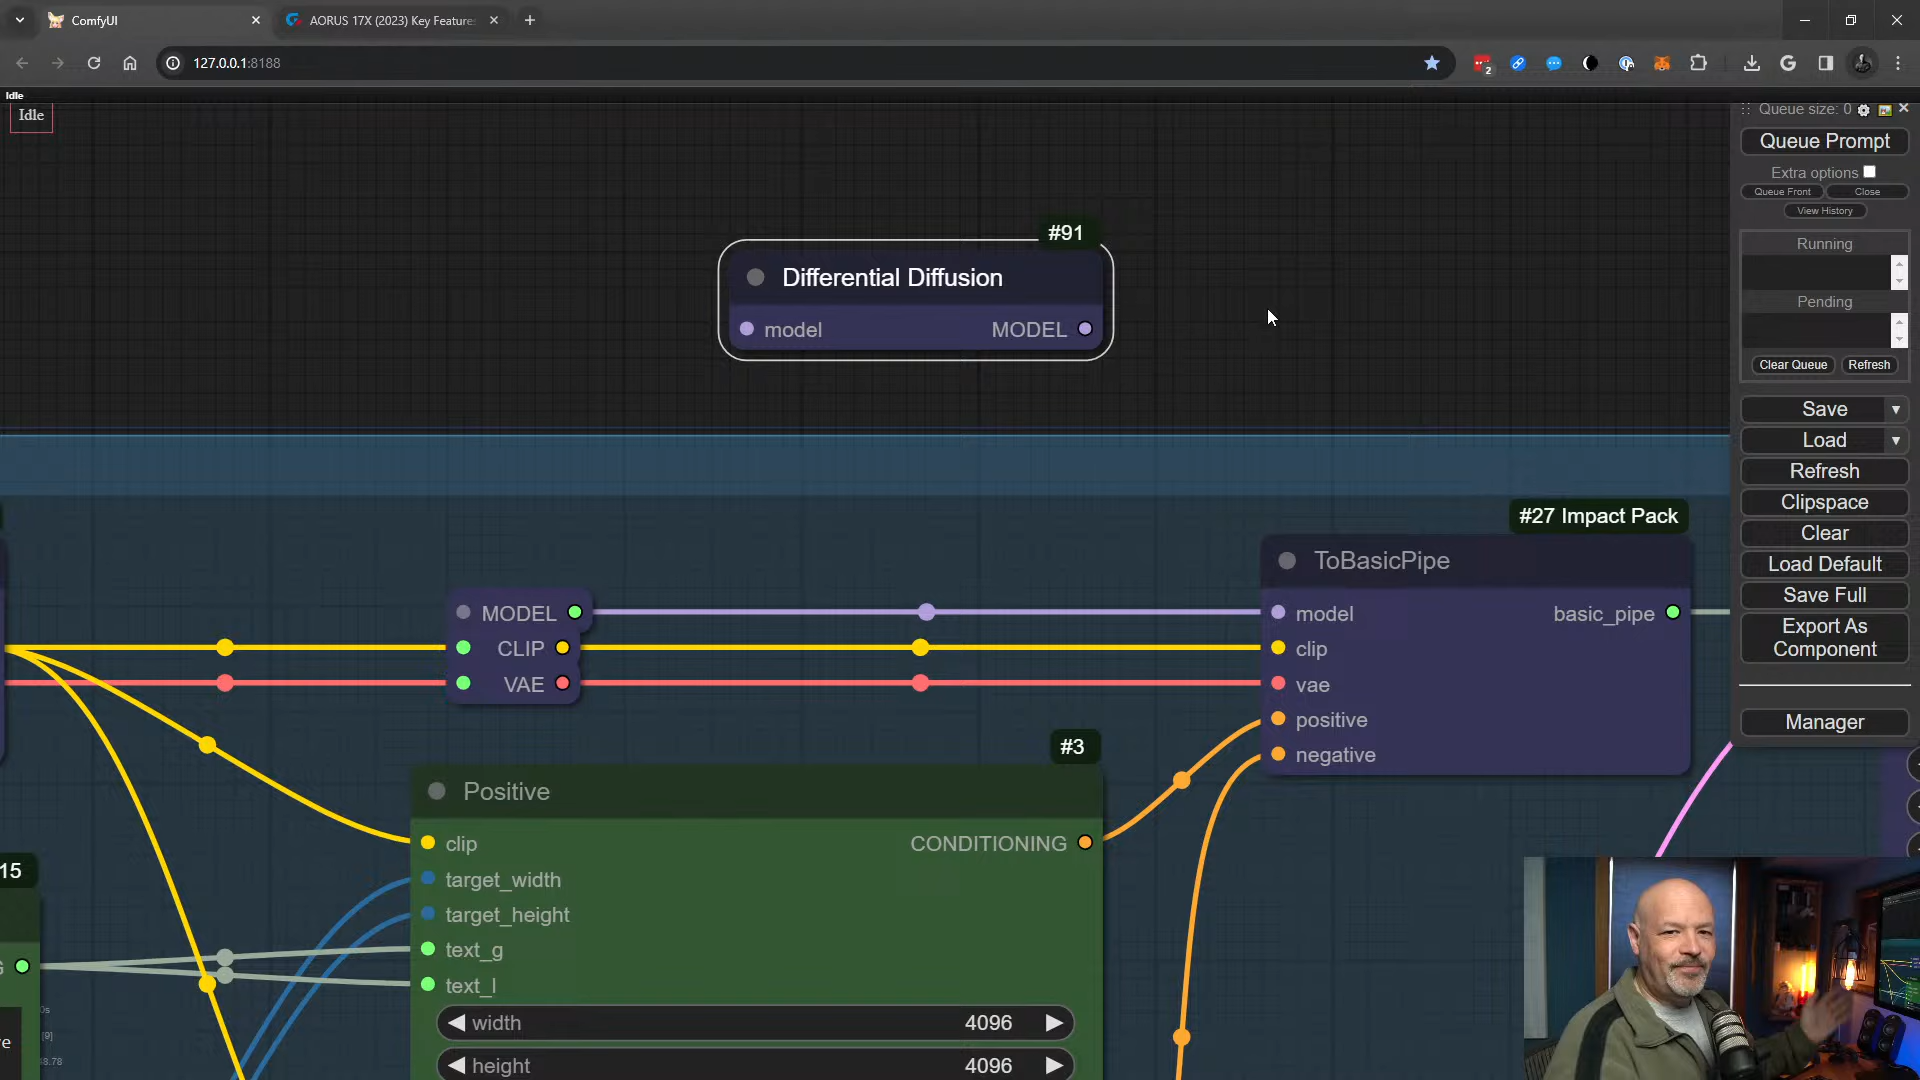 ComfyUI
AORUS 17X (2023) Key Feature
127.0.0.1:8188
2
Idle
Idle
Queue size: 0
Queue Prompt
Extra options
Queue Front
Close
View History
Running
Pending
Clear Queue
Refresh
Save
Load
Refresh
Clipspace
Clear
Load Default
Save Full
Export As
Component
Manager
#91
Differential Diffusion
model
MODEL
#27 Impact Pack
ToBasicPipe
model
basic_pipe
clip
vae
positive
negative
MODEL
CLIP
VAE
#3
Positive
clip
CONDITIONING
target_width
target_height
text_g
text_l
width
4096
height
4096
15